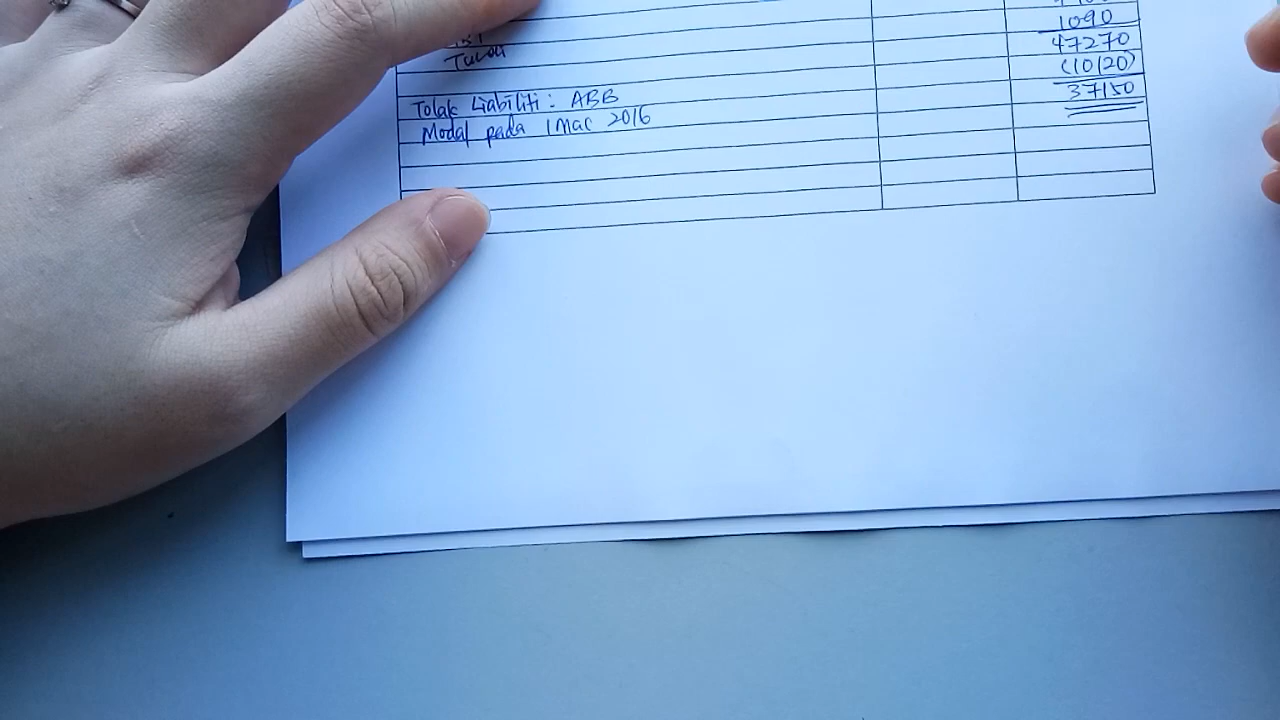 1090
Tunai 47270
(10120)
Tolak Liabiliti: ABB 37150
Modal pada 1 Mac 2016